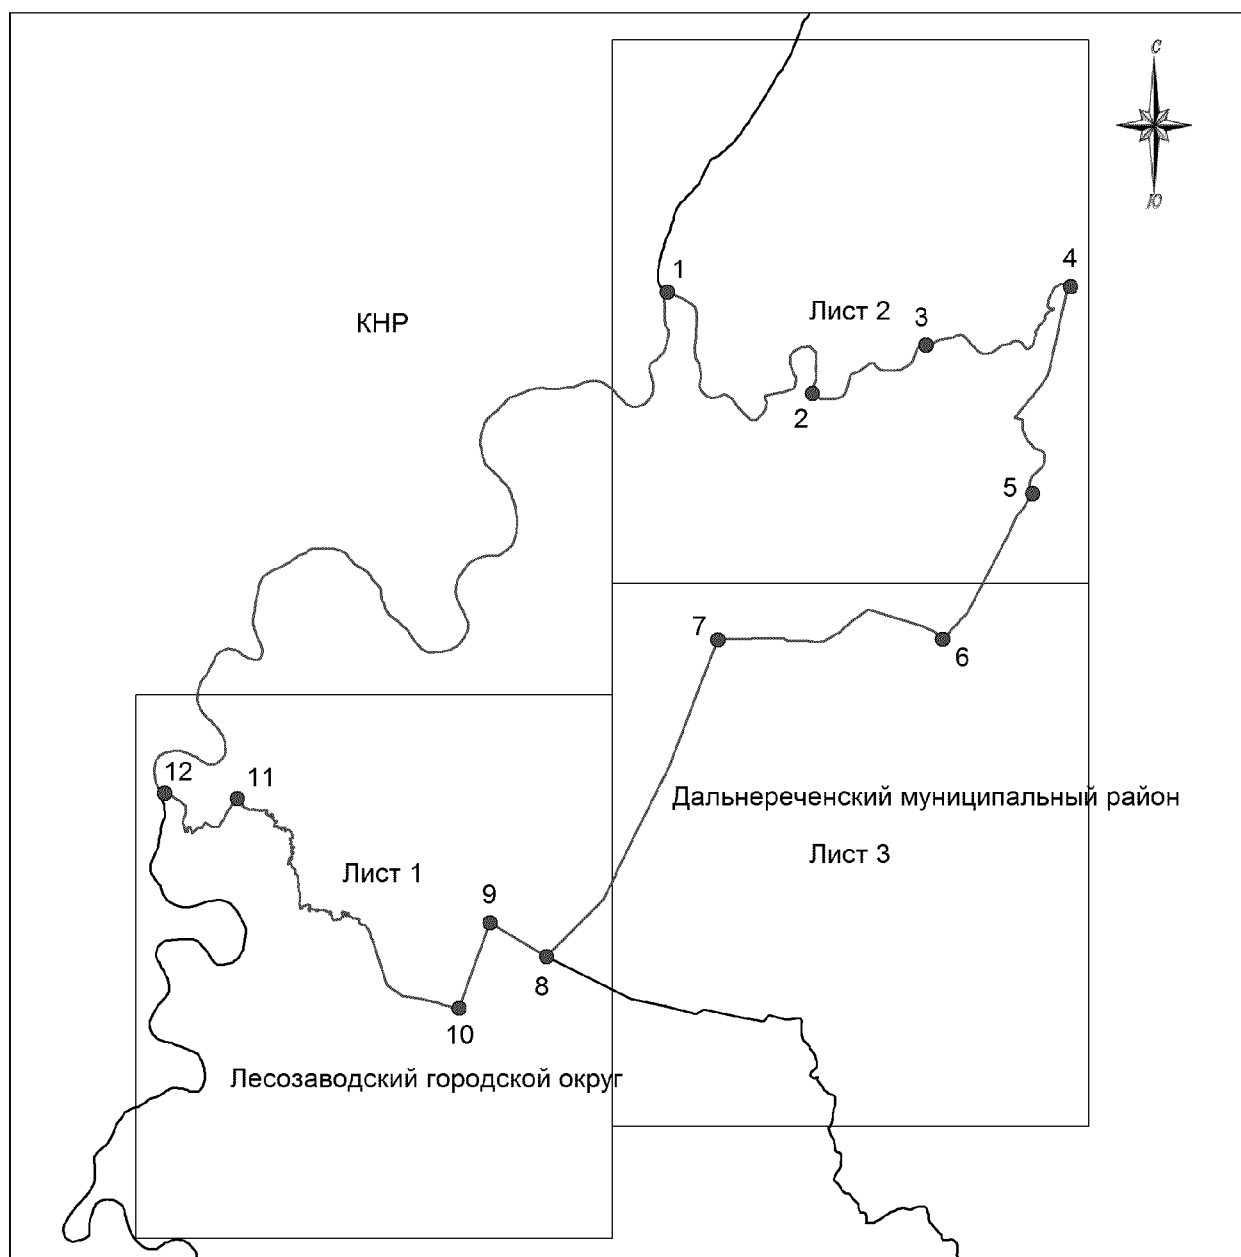 С
Ю
1
4
Лист 2
КНР
3
2
5
7
6
12
11
Дальнереченский муниципальный район
Лист 3
Лист 1
9
8
10
Лесозаводский городской округ